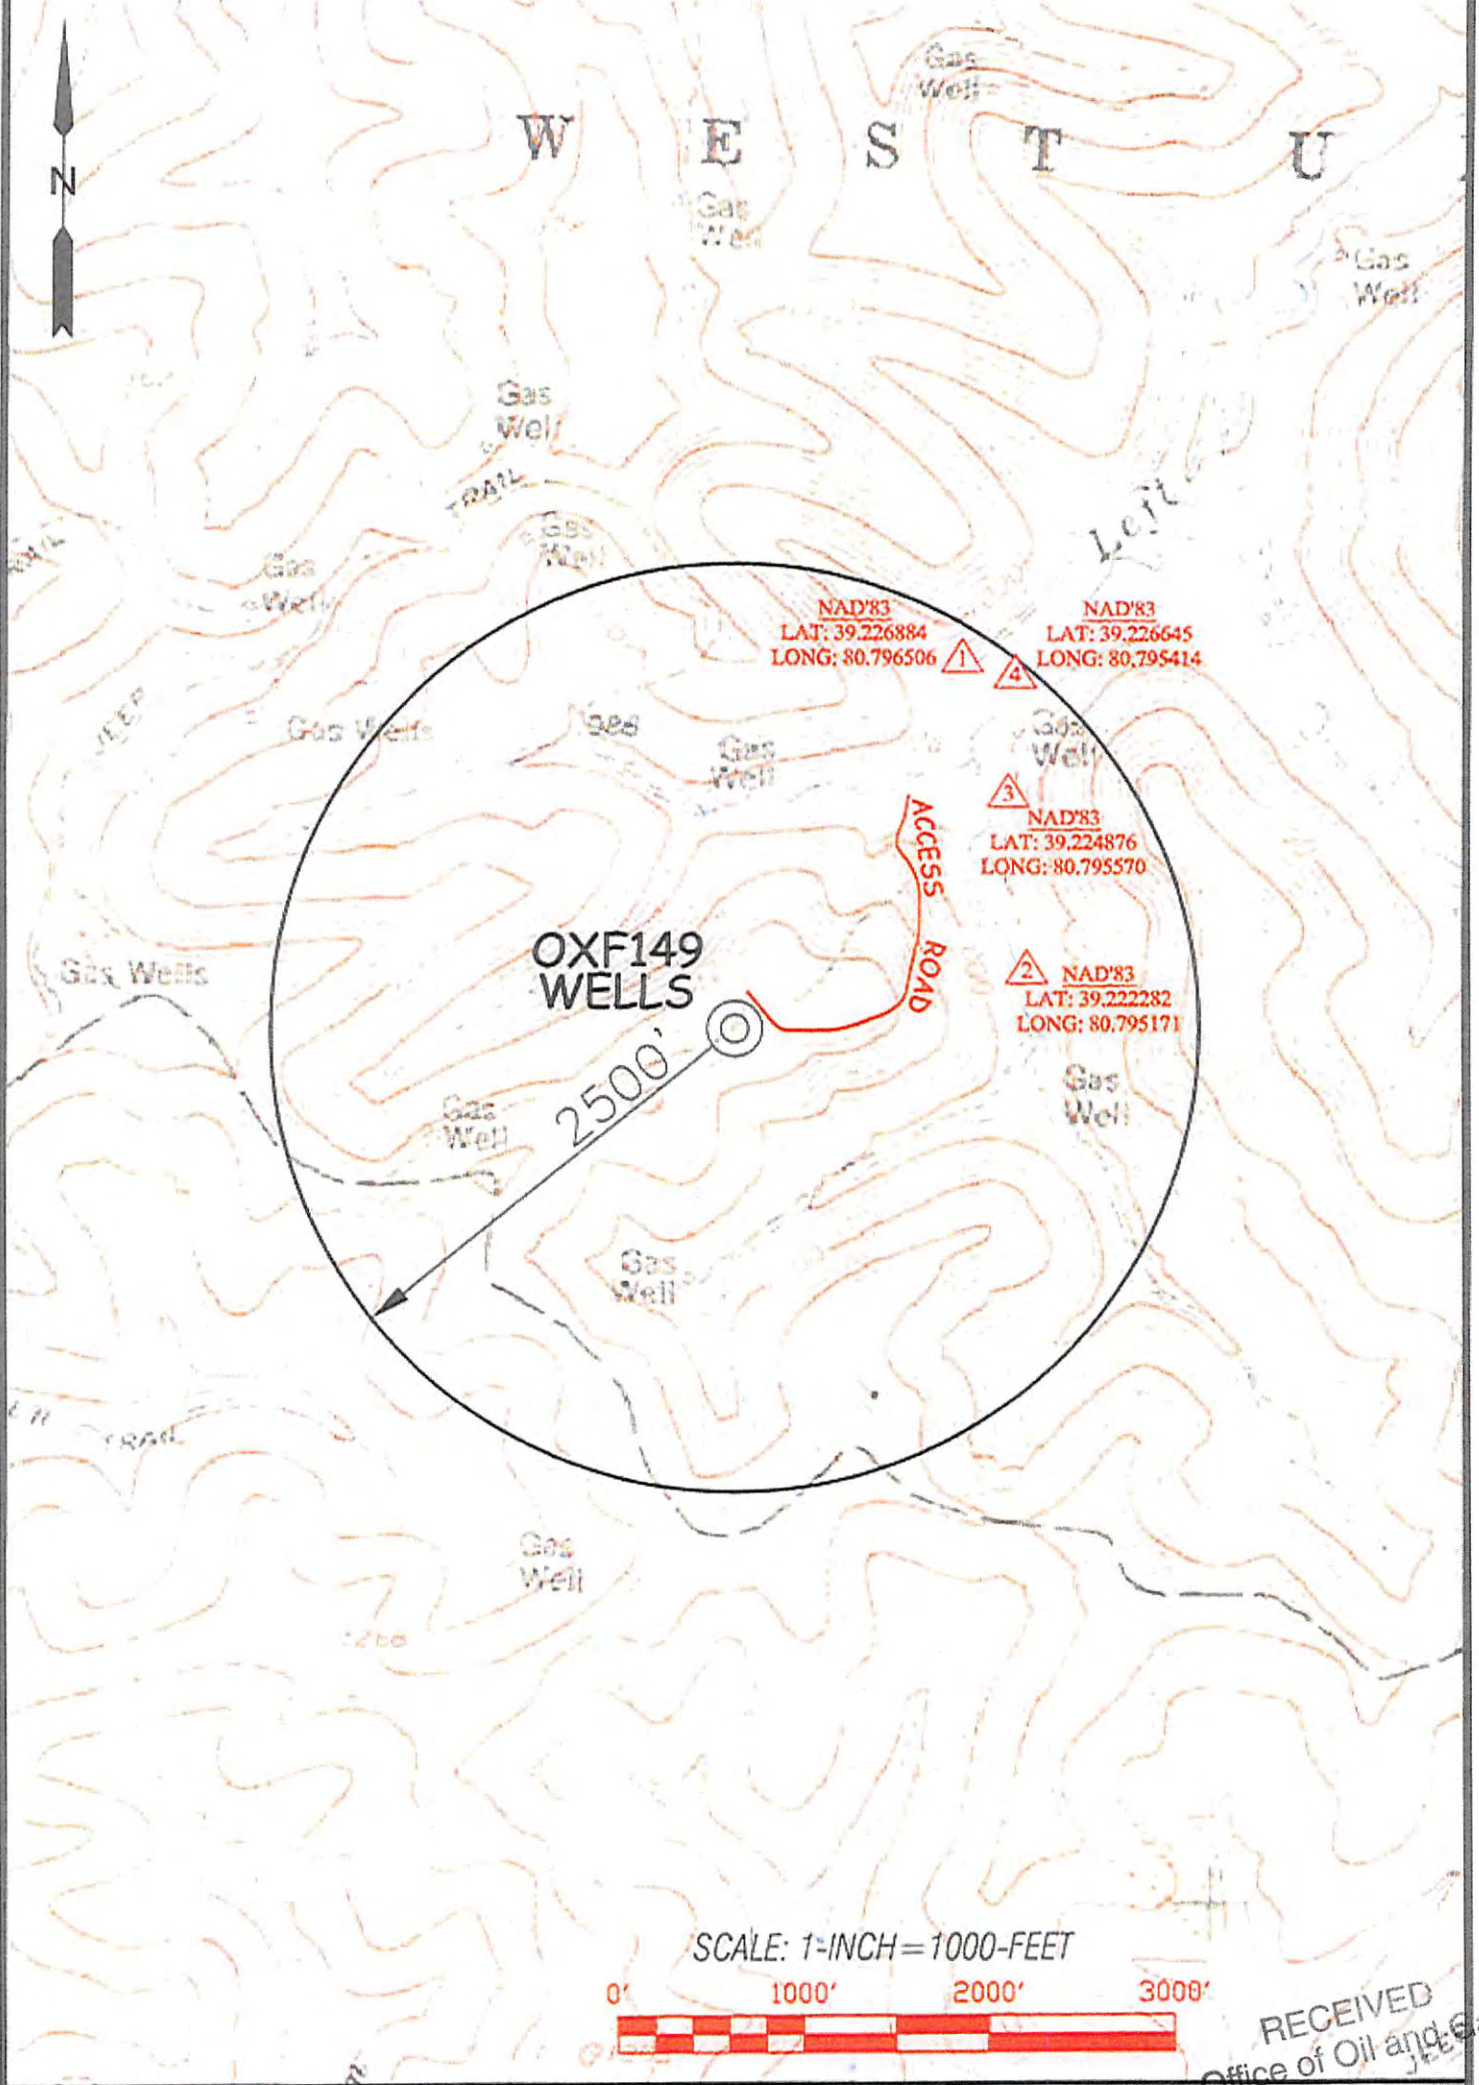 Gas
Well
W E S T U
N
Gas
Well
Gas
Well
Gas
Well
TRAIL
Left
Gas
Well
Gas
Well
NAD'83
LAT: 39.226884
LONG: 80.796506
1
NAD'83
LAT: 39.226645
LONG: 80.795414
4
JEEP
Gas Wells
988
Gas
Well
Gas
Well
3
NAD'83
LAT: 39.224876
LONG: 80.795570
ACCESS ROAD
OXF149
WELLS
Gas Wells
2
NAD'83
LAT: 39.222282
LONG: 80.795171
2500'
Gas
Well
Gas
Well
Gas
Well
TRAIL
Gas
Well
SCALE: 1-INCH=1000-FEET
0' 1000' 2000' 3000'
RECEIVED
Office of Oil and